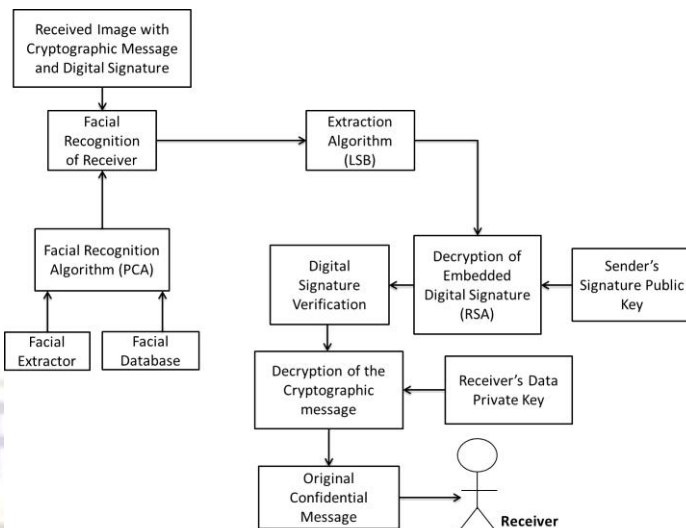 Received Image with
Cryptographic Message
and Digital Signature
Facial
Recognition
of Receiver
Extraction
Algorithm
(LSB)
Facial Recognition
Algorithm (PCA)
Facial
Extractor
Facial
Database
Digital
Signature
Verification
Decryption of
Embedded
Digital Signature
(RSA)
Sender's
Signature Public
Key
Decryption of the
Cryptographic
message
Receiver's Data
Private Key
Original
Confidential
Message
Receiver